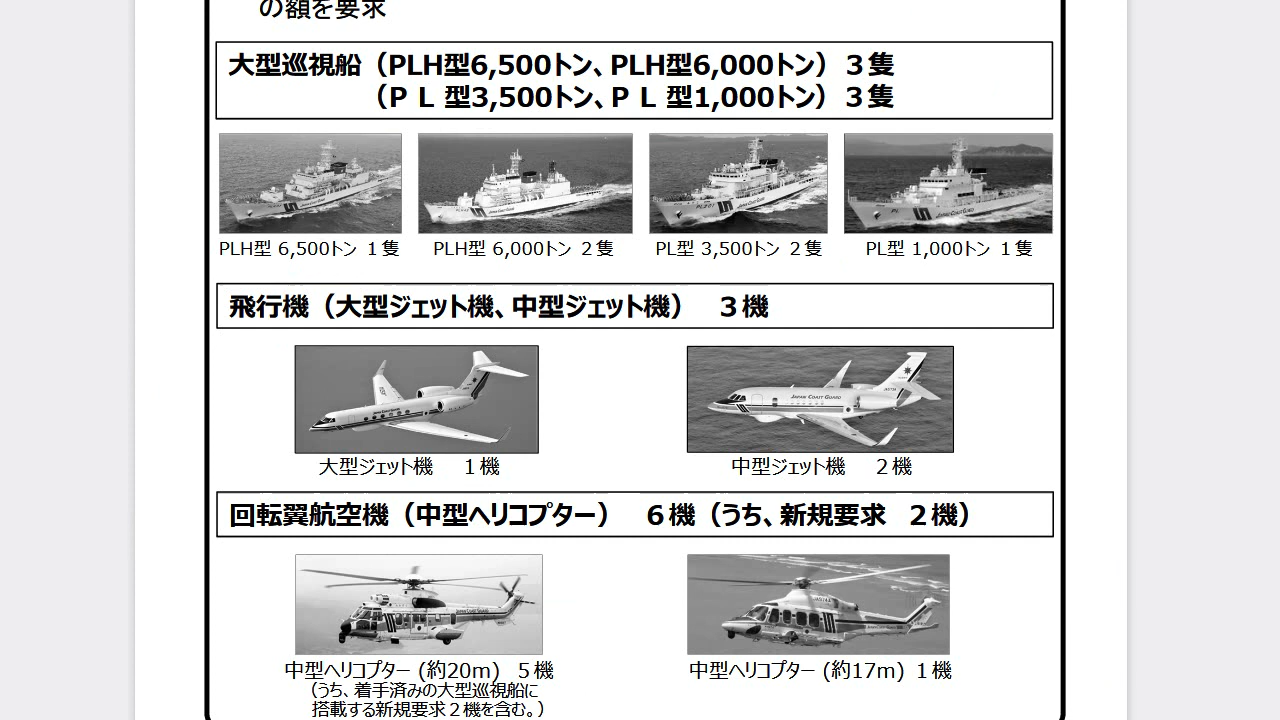 の額を要求
大型巡視船（PLH型6,500トン、PLH型6,000トン）３隻
（ＰＬ型3,500トン、ＰＬ型1,000トン）３隻
JAPAN COAST GUARD
PLH型 6,500トン １隻
PLH型 6,000トン ２隻
PL型 3,500トン ２隻
PL型 1,000トン １隻
飛行機（大型ジェット機、中型ジェット機）　３機
JAPAN COAST GUARD
大型ジェット機　１機
中型ジェット機　２機
回転翼航空機（中型ヘリコプター）　６機（うち、新規要求　２機）
中型ヘリコプター (約20m)　５機
（うち、着手済みの大型巡視船に
搭載する新規要求２機を含む。）
中型ヘリコプター (約17m) １機